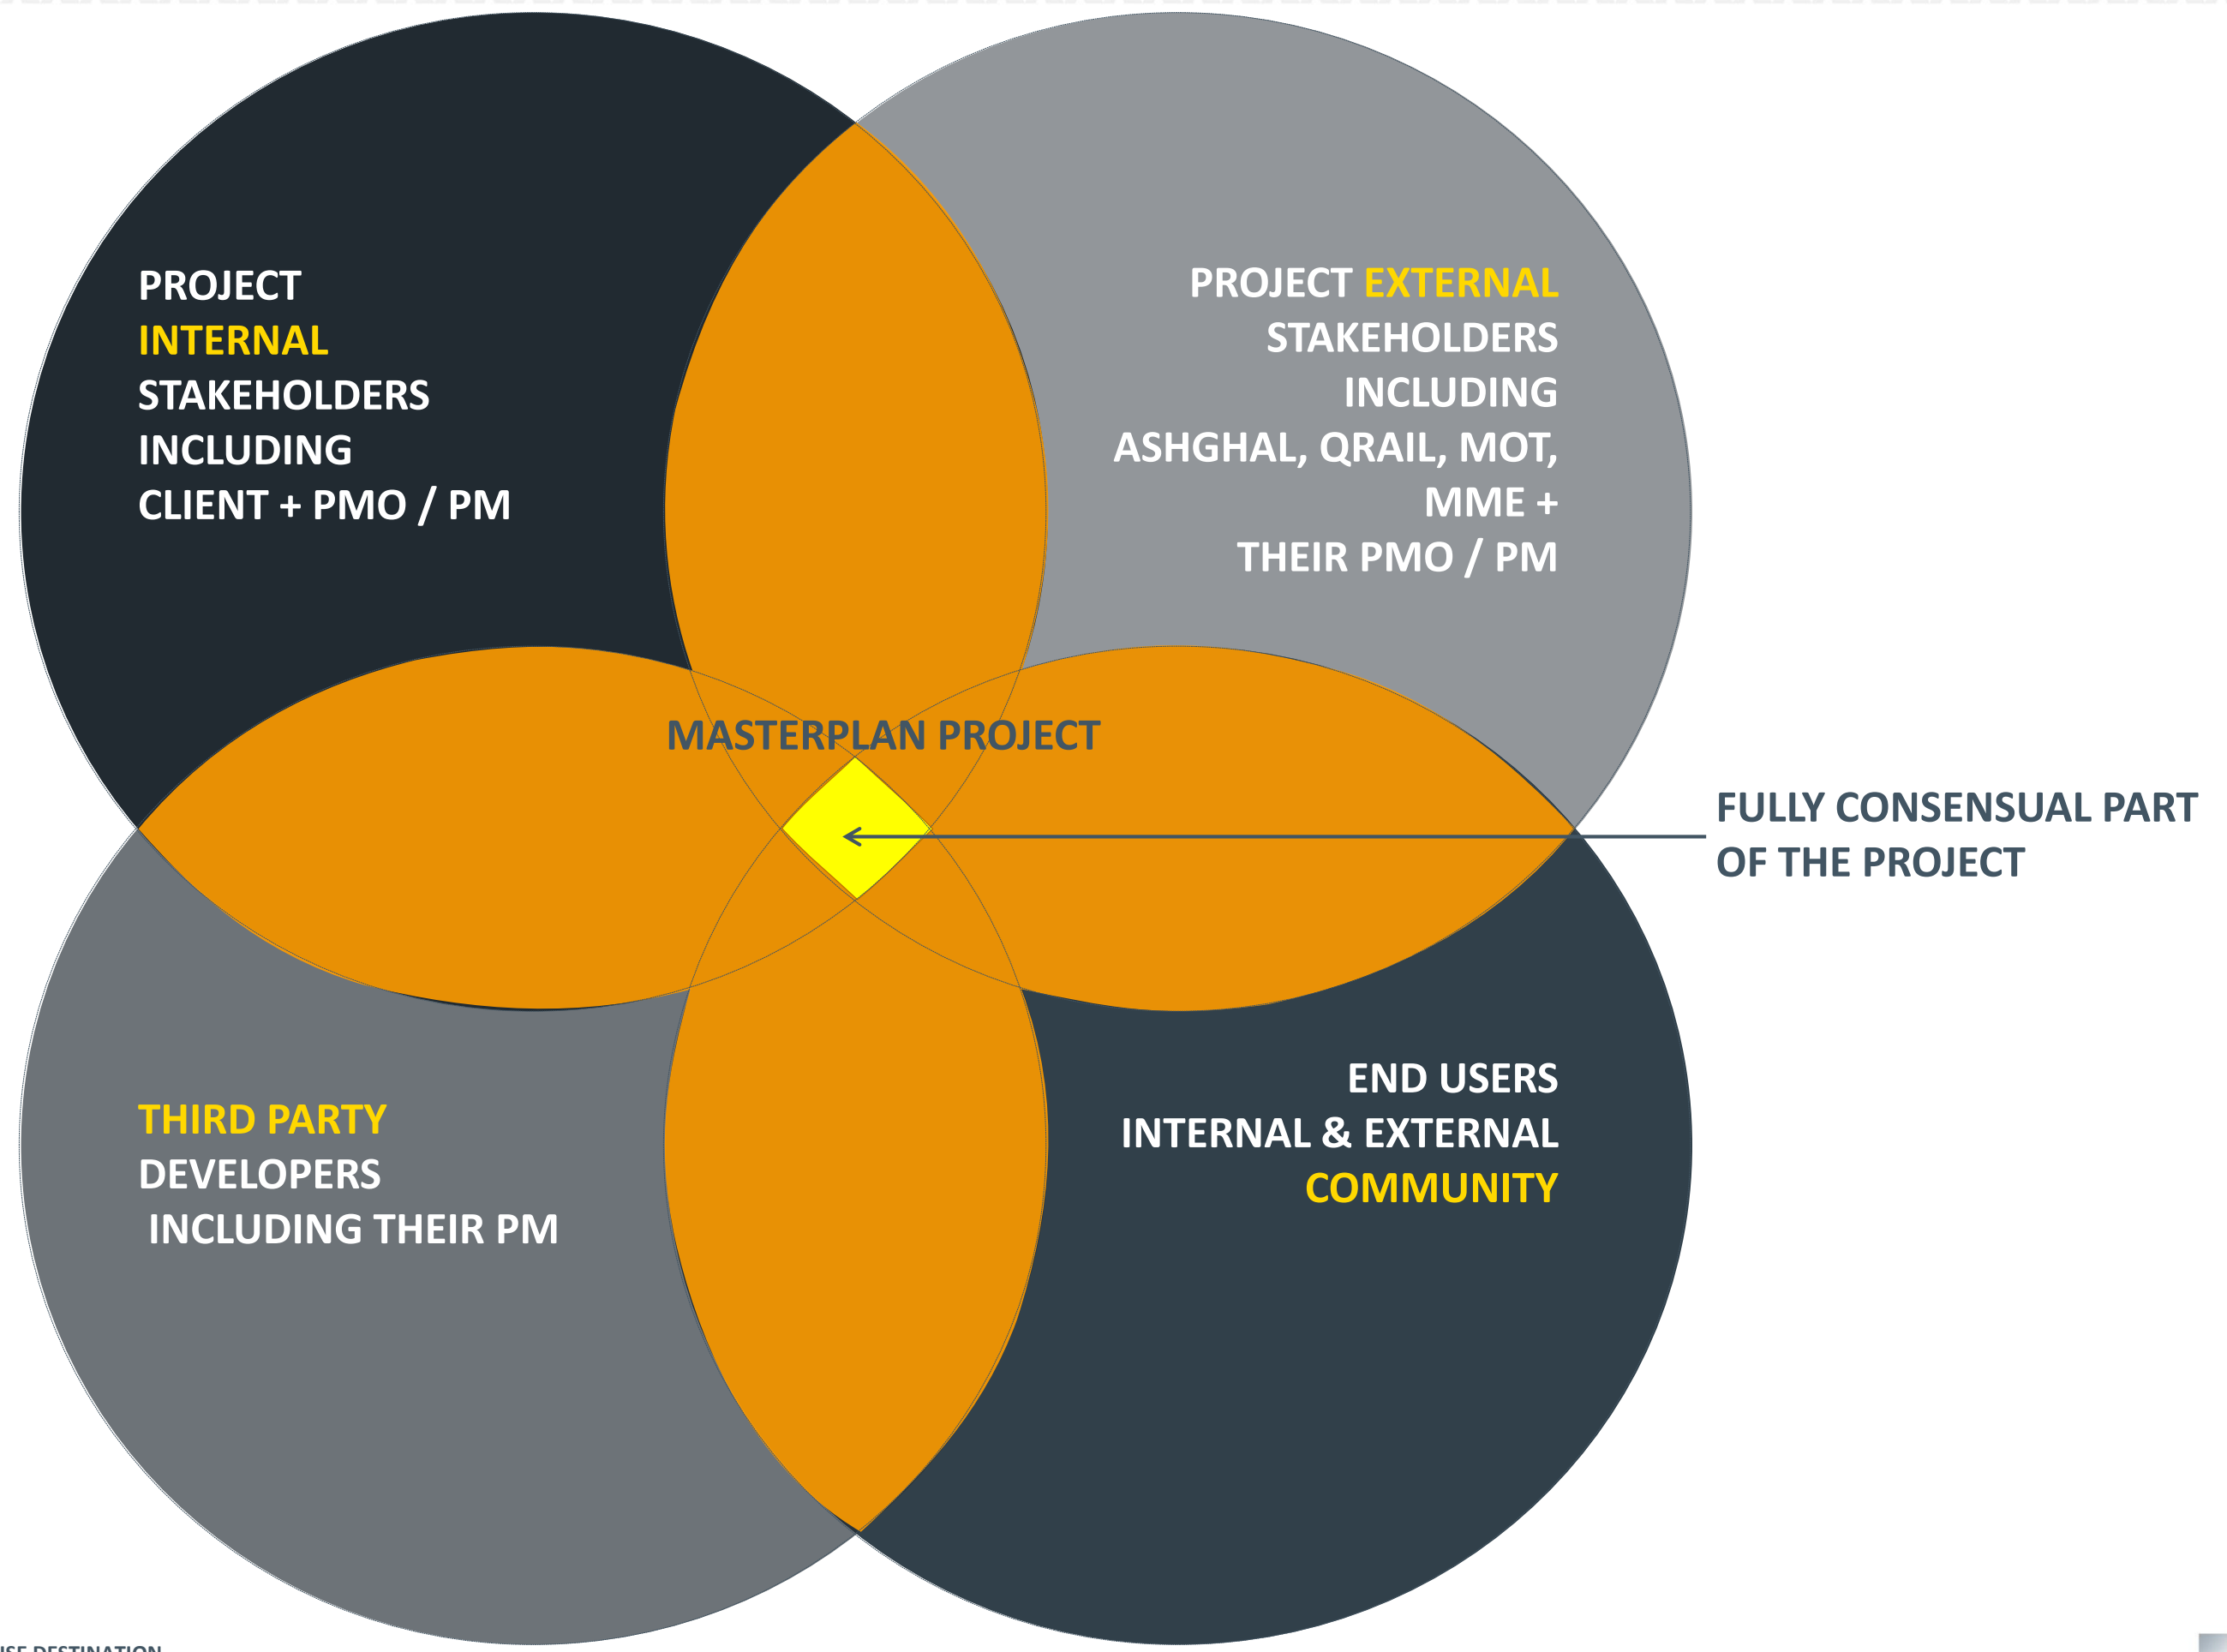 PROJECT
INTERNAL
STAKEHOLDERS
INCLUDING
CLIENT + PMO / PM
PROJECT EXTERNAL
STAKEHOLDERS
INCLUDING
ASHGHAL, QRAIL, MOT,
MME +
THEIR PMO / PM
MASTERPLAN PROJECT
FULLY CONSENSUAL PART
OF THE PROJECT
THIRD PARTY
DEVELOPERS
INCLUDING THEIR PM
END USERS
INTERNAL & EXTERNAL
COMMUNITY
DESTINATION